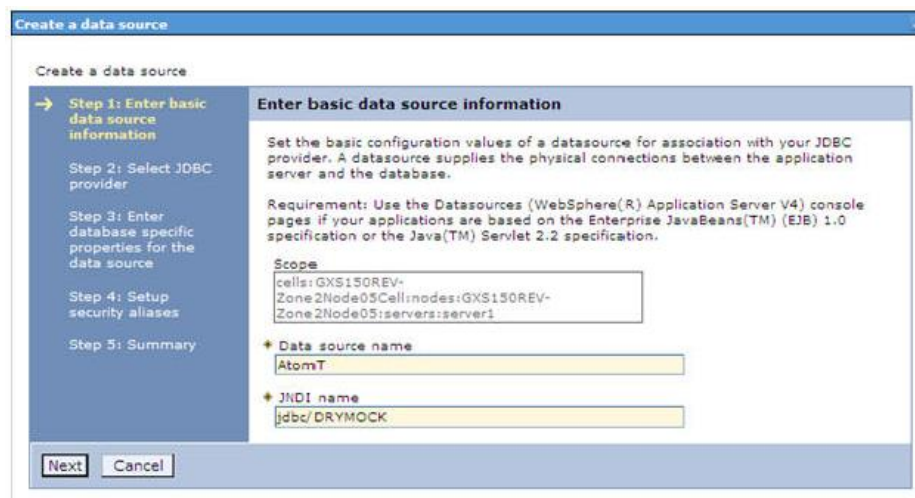 Create a data source
Create a data source
Step 1: Enter basic
data source
information
Step 2: Select JDBC
provider
Step 3: Enter
database specific
properties for the
data source
Step 4: Setup
security aliases
Step 5: Summary
Enter basic data source information
Set the basic configuration values of a datasource for association with your JDBC
provider. A datasource supplies the physical connections between the application
server and the database.
Requirement: Use the Datasources (WebSphere(R) Application Server V4) console
pages if your applications are based on the Enterprise JavaBeans(TM) (EJB) 1.0
specification or the Java(TM) Servlet 2.2 specification.
Scope
cells:GXS150REV-
Zone2Node05Cell:nodes:GXS150REV-
Zone2Node05:servers:server1
Data source name
AtomT
JNDI name
jdbc/DRYMOCK
Next Cancel